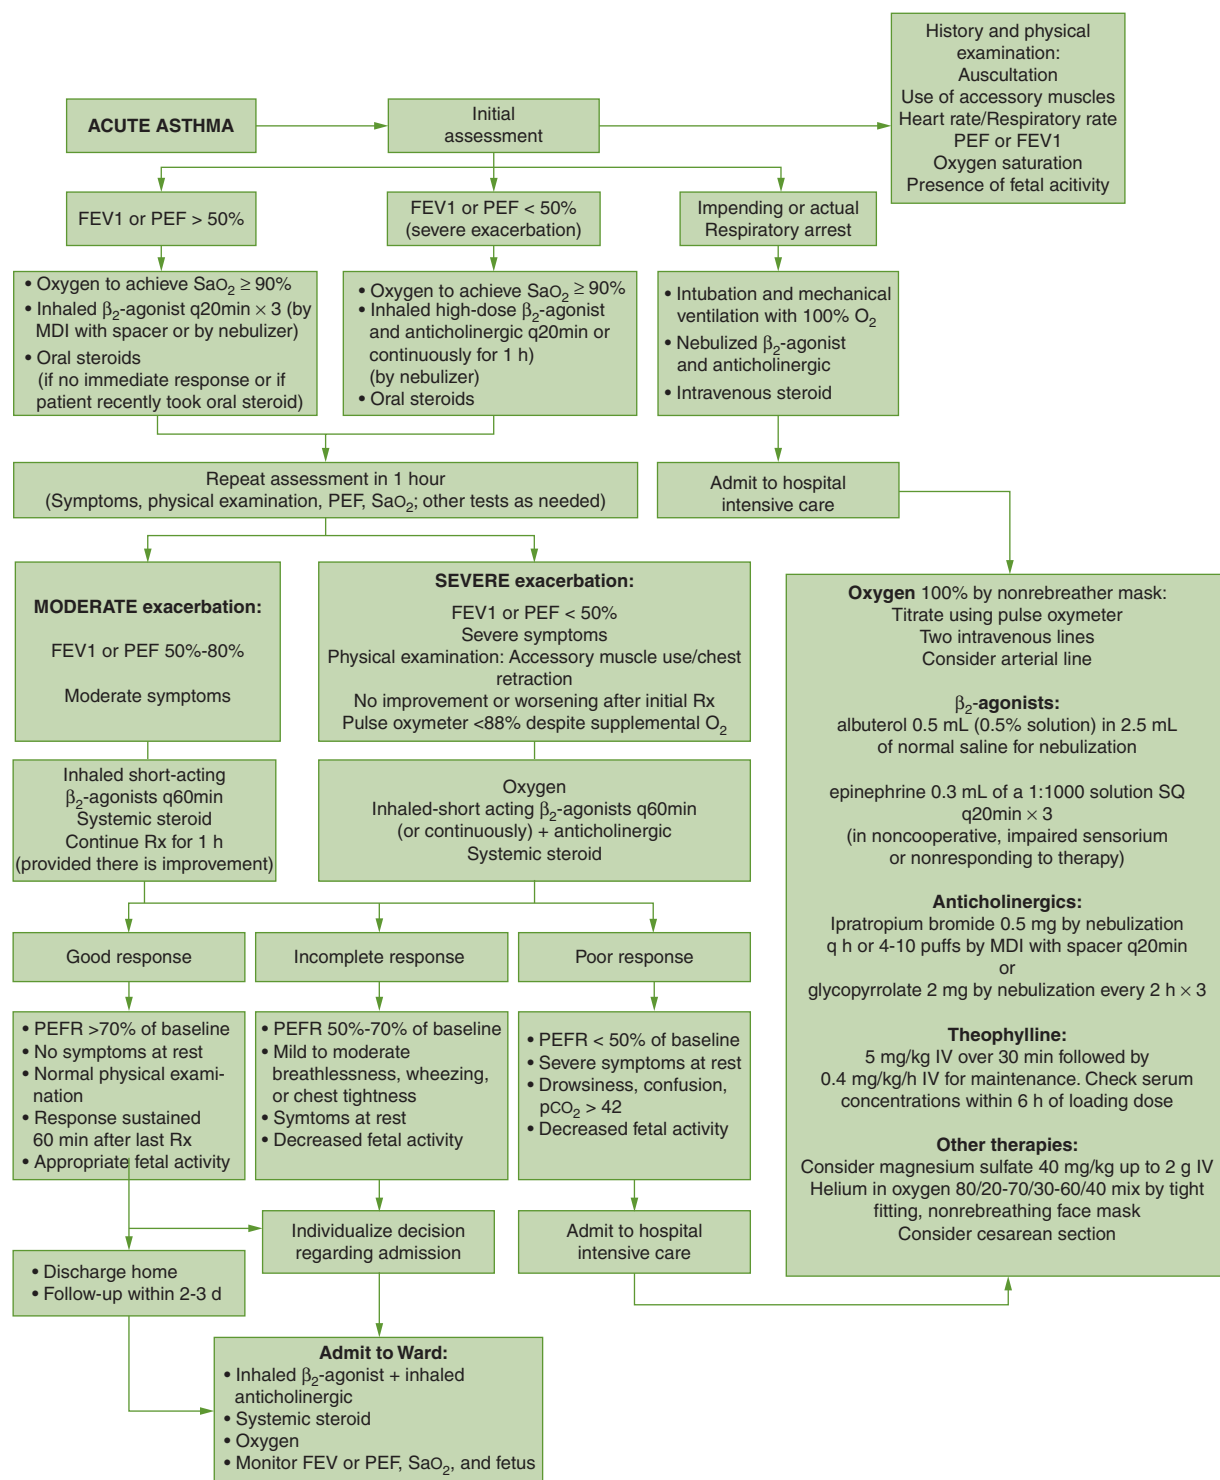 ACUTE ASTHMA
Initial
assessment
History and physical
examination:
Auscultation
Use of accessory muscles
Heart rate/Respiratory rate
PEF or FEV1
Oxygen saturation
Presence of fetal acitivity
FEV1 or PEF > 50%
FEV1 or PEF < 50%
(severe exacerbation)
Impending or actual
Respiratory arrest
• Oxygen to achieve SaO₂ ≥ 90%
• Inhaled β₂-agonist q20min × 3 (by
MDI with spacer or by nebulizer)
• Oral steroids
(if no immediate response or if
patient recently took oral steroid)
• Oxygen to achieve SaO₂ ≥ 90%
• Inhaled high-dose β₂-agonist
and anticholinergic q20min or
continuously for 1 h)
(by nebulizer)
• Oral steroids
• Intubation and mechanical
ventilation with 100% O₂
• Nebulized β₂-agonist
and anticholinergic
• Intravenous steroid
Repeat assessment in 1 hour
(Symptoms, physical examination, PEF, SaO₂; other tests as needed)
Admit to hospital
intensive care
MODERATE exacerbation:
FEV1 or PEF 50%-80%
Moderate symptoms
SEVERE exacerbation:
FEV1 or PEF < 50%
Severe symptoms
Physical examination: Accessory muscle use/chest
retraction
No improvement or worsening after initial Rx
Pulse oxymeter <88% despite supplemental O₂
Oxygen 100% by nonrebreather mask:
Titrate using pulse oxymeter
Two intravenous lines
Consider arterial line
β₂-agonists:
albuterol 0.5 mL (0.5% solution) in 2.5 mL
of normal saline for nebulization
epinephrine 0.3 mL of a 1:1000 solution SQ
q20min × 3
(in noncooperative, impaired sensorium
or nonresponding to therapy)
Anticholinergics:
Ipratropium bromide 0.5 mg by nebulization
q h or 4-10 puffs by MDI with spacer q20min
or
glycopyrrolate 2 mg by nebulization every 2 h × 3
Theophylline:
5 mg/kg IV over 30 min followed by
0.4 mg/kg/h IV for maintenance. Check serum
concentrations within 6 h of loading dose
Other therapies:
Consider magnesium sulfate 40 mg/kg up to 2 g IV
Helium in oxygen 80/20-70/30-60/40 mix by tight
fitting, nonrebreathing face mask
Consider cesarean section
Inhaled short-acting
β₂-agonists q60min
Systemic steroid
Continue Rx for 1 h
(provided there is improvement)
Oxygen
Inhaled-short acting β₂-agonists q60min
(or continuously) + anticholinergic
Systemic steroid
Good response
Incomplete response
Poor response
• PEFR >70% of baseline
• No symptoms at rest
• Normal physical exami-
nation
• Response sustained
60 min after last Rx
• Appropriate fetal activity
• PEFR 50%-70% of baseline
• Mild to moderate
breathlessness, wheezing,
or chest tightness
• Symtoms at rest
• Decreased fetal activity
• PEFR < 50% of baseline
• Severe symptoms at rest
• Drowsiness, confusion,
pCO₂ > 42
• Decreased fetal activity
Individualize decision
regarding admission
Admit to hospital
intensive care
• Discharge home
• Follow-up within 2-3 d
Admit to Ward:
• Inhaled β₂-agonist + inhaled
anticholinergic
• Systemic steroid
• Oxygen
• Monitor FEV or PEF, SaO₂, and fetus